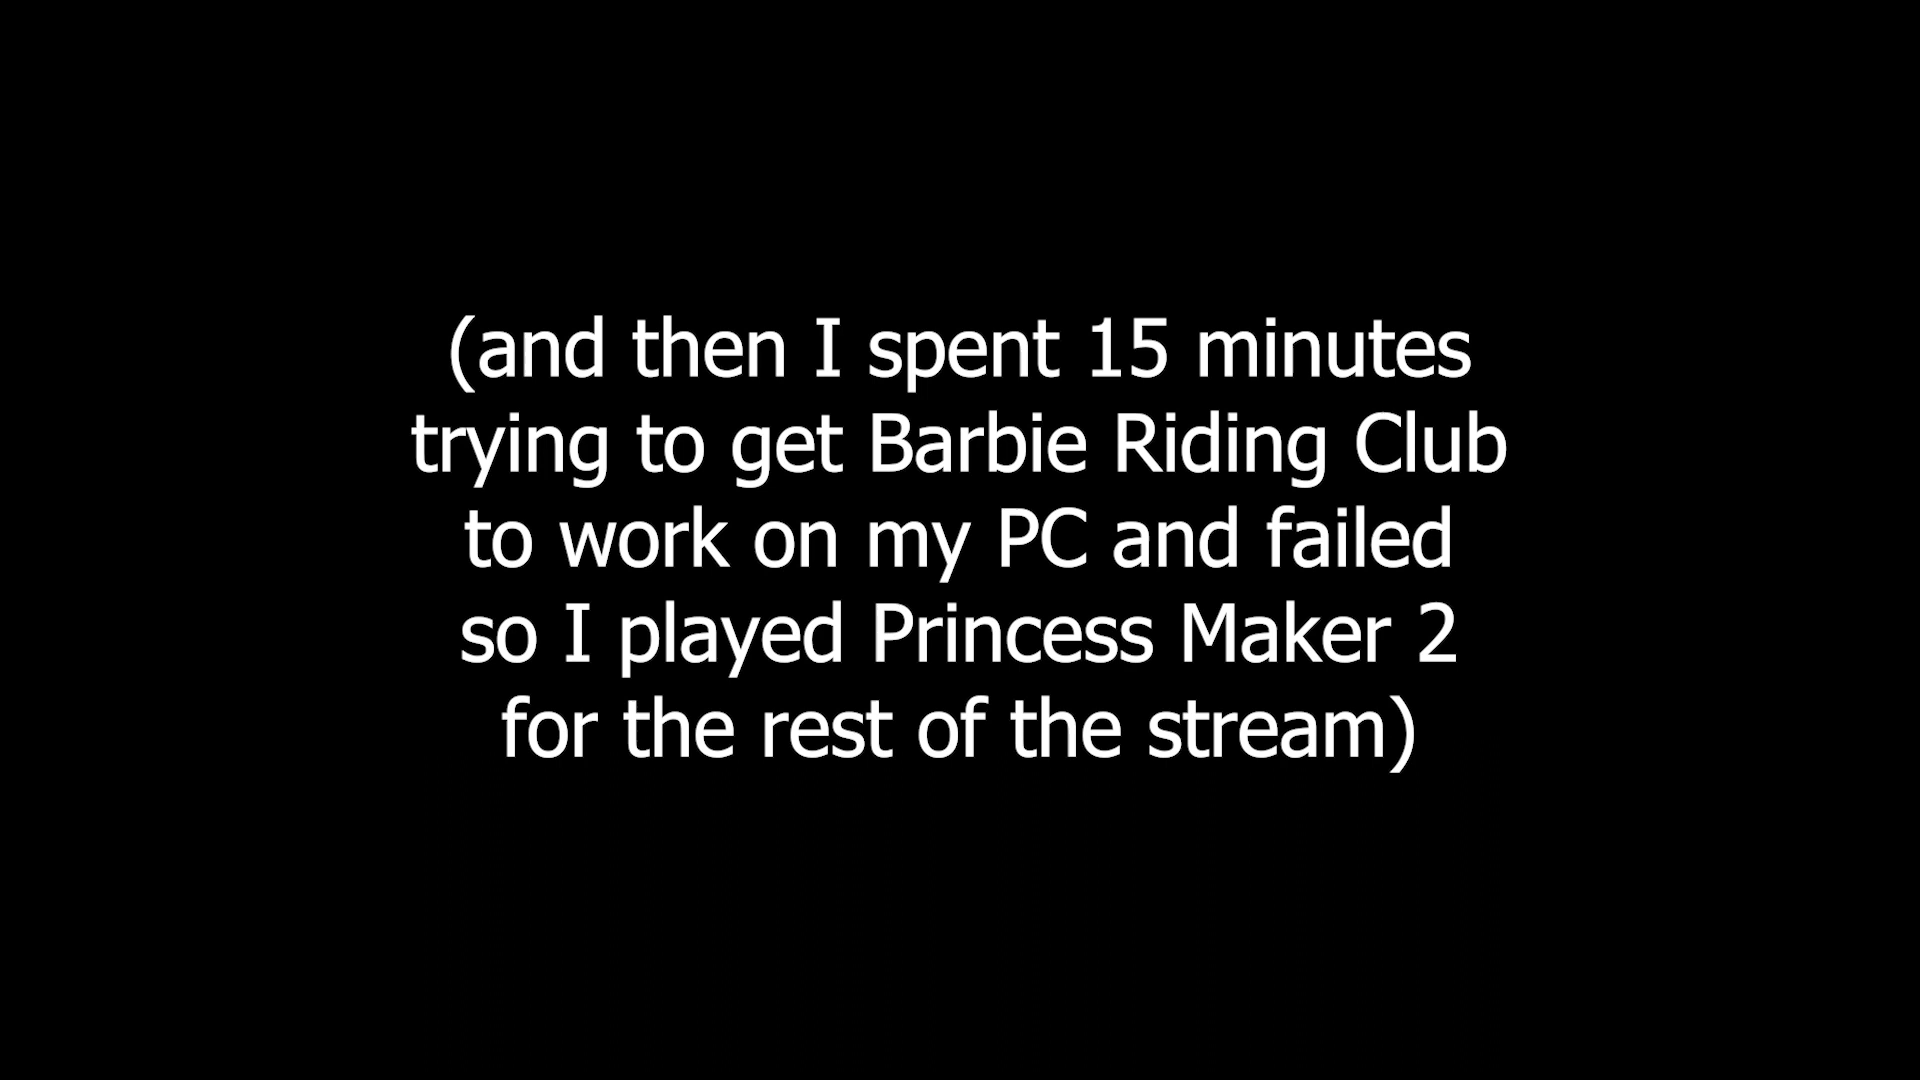 (and then I spent 15 minutes
trying to get Barbie Riding Club
to work on my PC and failed
so I played Princess Maker 2
for the rest of the stream)